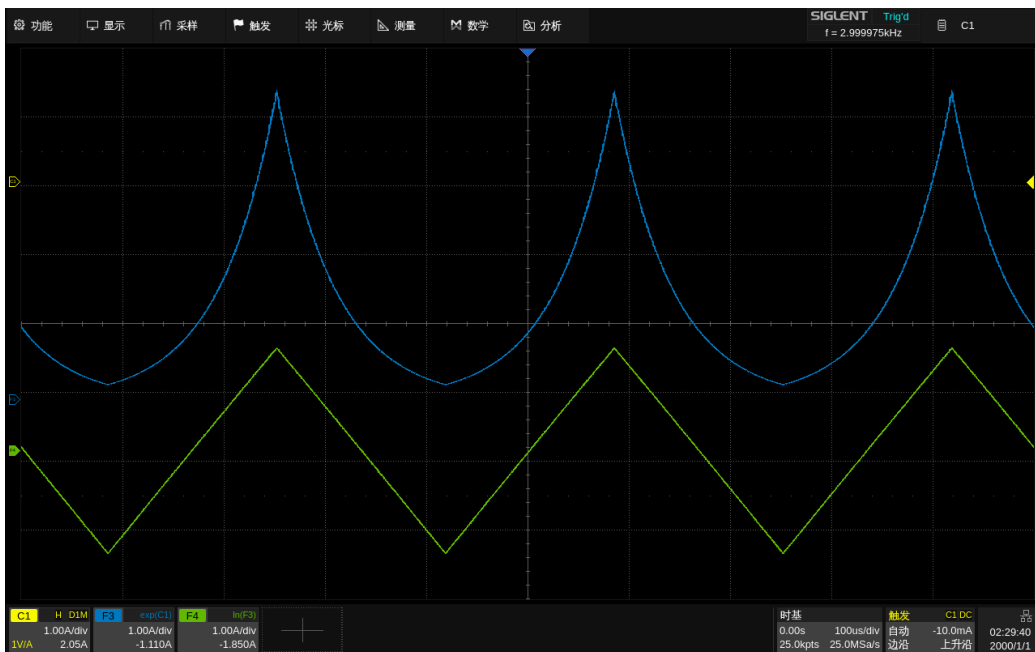 功能 显示 采样 触发 光标 测量 数学 分析 SIGLENT Trig'd C1
f = 2.999975kHz
C1 H D1M F3 exp(C1) F4 ln(F3) 时基 触发 C1 DC
1.00A/div 1.00A/div 1.00A/div 0.00s 100us/div 自动 -10.0mA 02:29:40
1V/A 2.05A -1.110A -1.850A 25.0kpts 25.0MSa/s 边沿 上升沿 2000/1/1